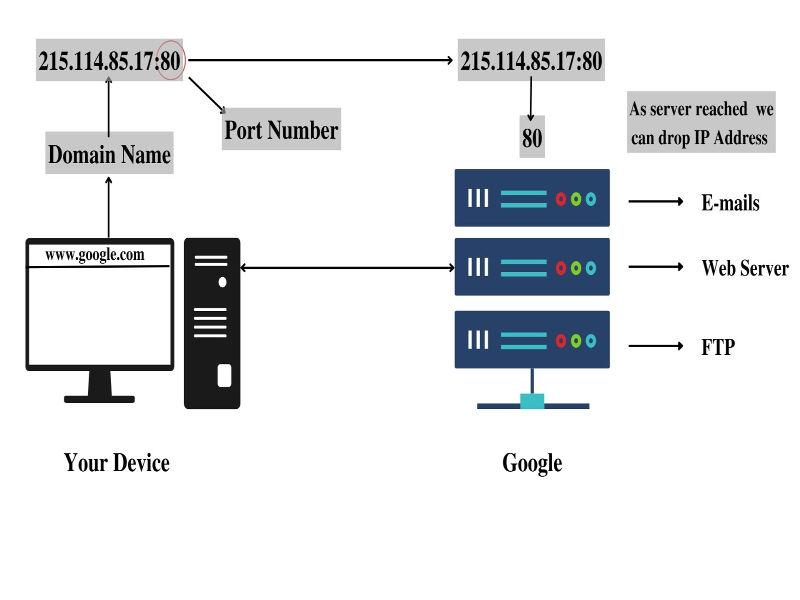 215.114.85.17:80
215.114.85.17:80
Port Number
As server reached we
can drop IP Address
80
Domain Name
www.google.com
E-mails
Web Server
FTP
Your Device
Google